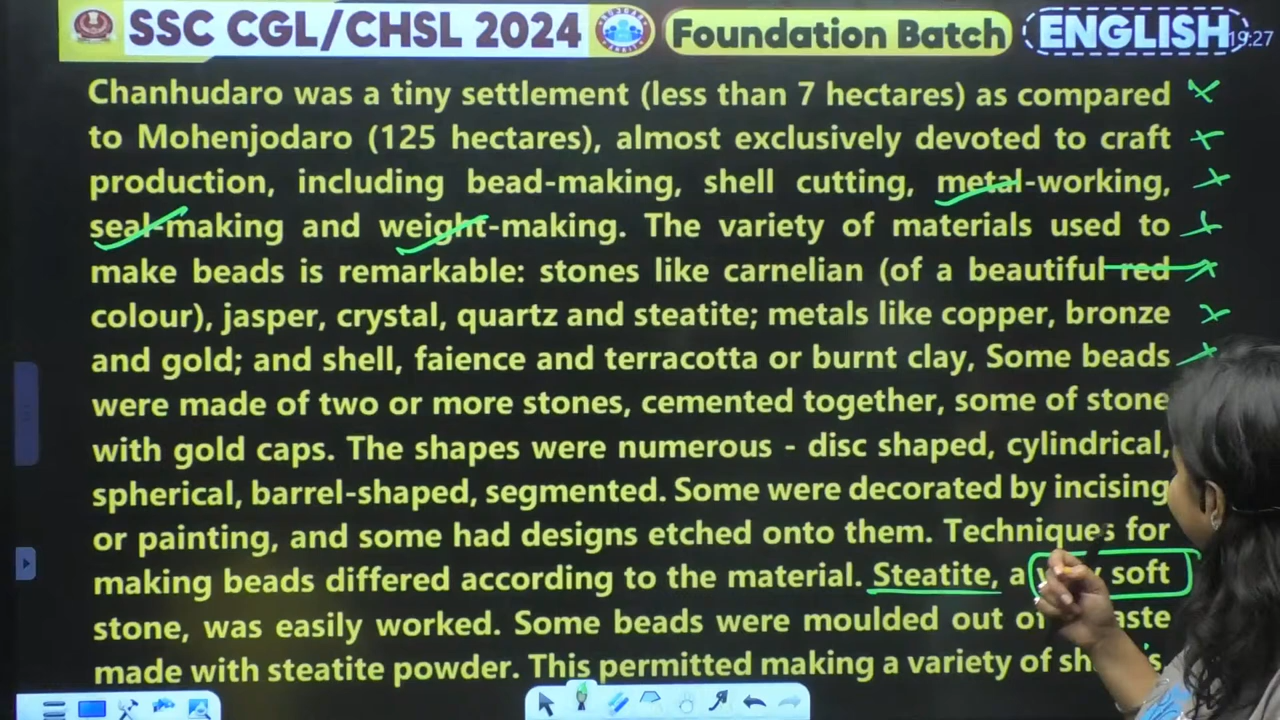 SSC CGL/CHSL 2024
Foundation Batch
ENGLISH
19:27
Chanhudaro was a tiny settlement (less than 7 hectares) as compared
to Mohenjodaro (125 hectares), almost exclusively devoted to craft
production, including bead-making, shell cutting, metal-working,
seal-making and weight-making. The variety of materials used to
make beads is remarkable: stones like carnelian (of a beautiful red
colour), jasper, crystal, quartz and steatite; metals like copper, bronze
and gold; and shell, faience and terracotta or burnt clay, Some beads
were made of two or more stones, cemented together, some of stone
with gold caps. The shapes were numerous - disc shaped, cylindrical,
spherical, barrel-shaped, segmented. Some were decorated by incising
or painting, and some had designs etched onto them. Techniques for
making beads differed according to the material. Steatite, a soft
stone, was easily worked. Some beads were moulded out of
made with steatite powder. This permitted making a variety of